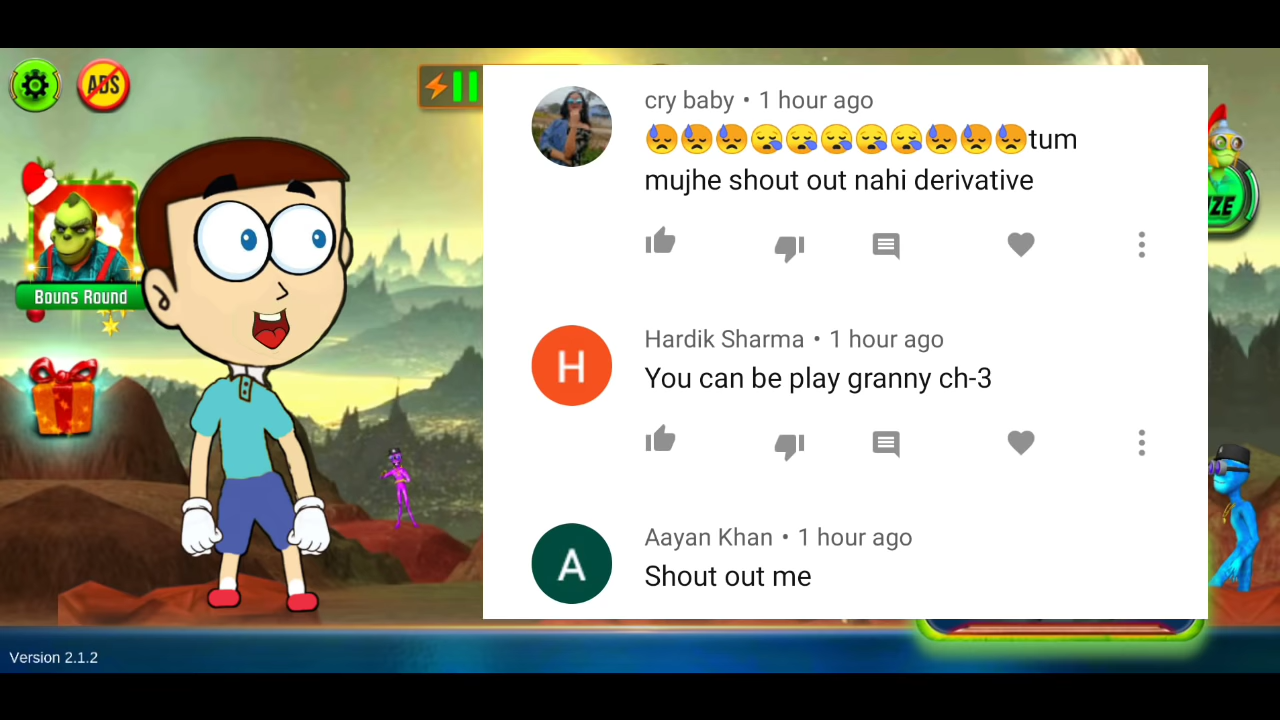 ADS
cry baby • 1 hour ago
😓😓😓😪😪😪😪😪😓😓😓tum
mujhe shout out nahi derivative
Bouns Round
Hardik Sharma • 1 hour ago
You can be play granny ch-3
H
Aayan Khan • 1 hour ago
Shout out me
A
Version 2.1.2